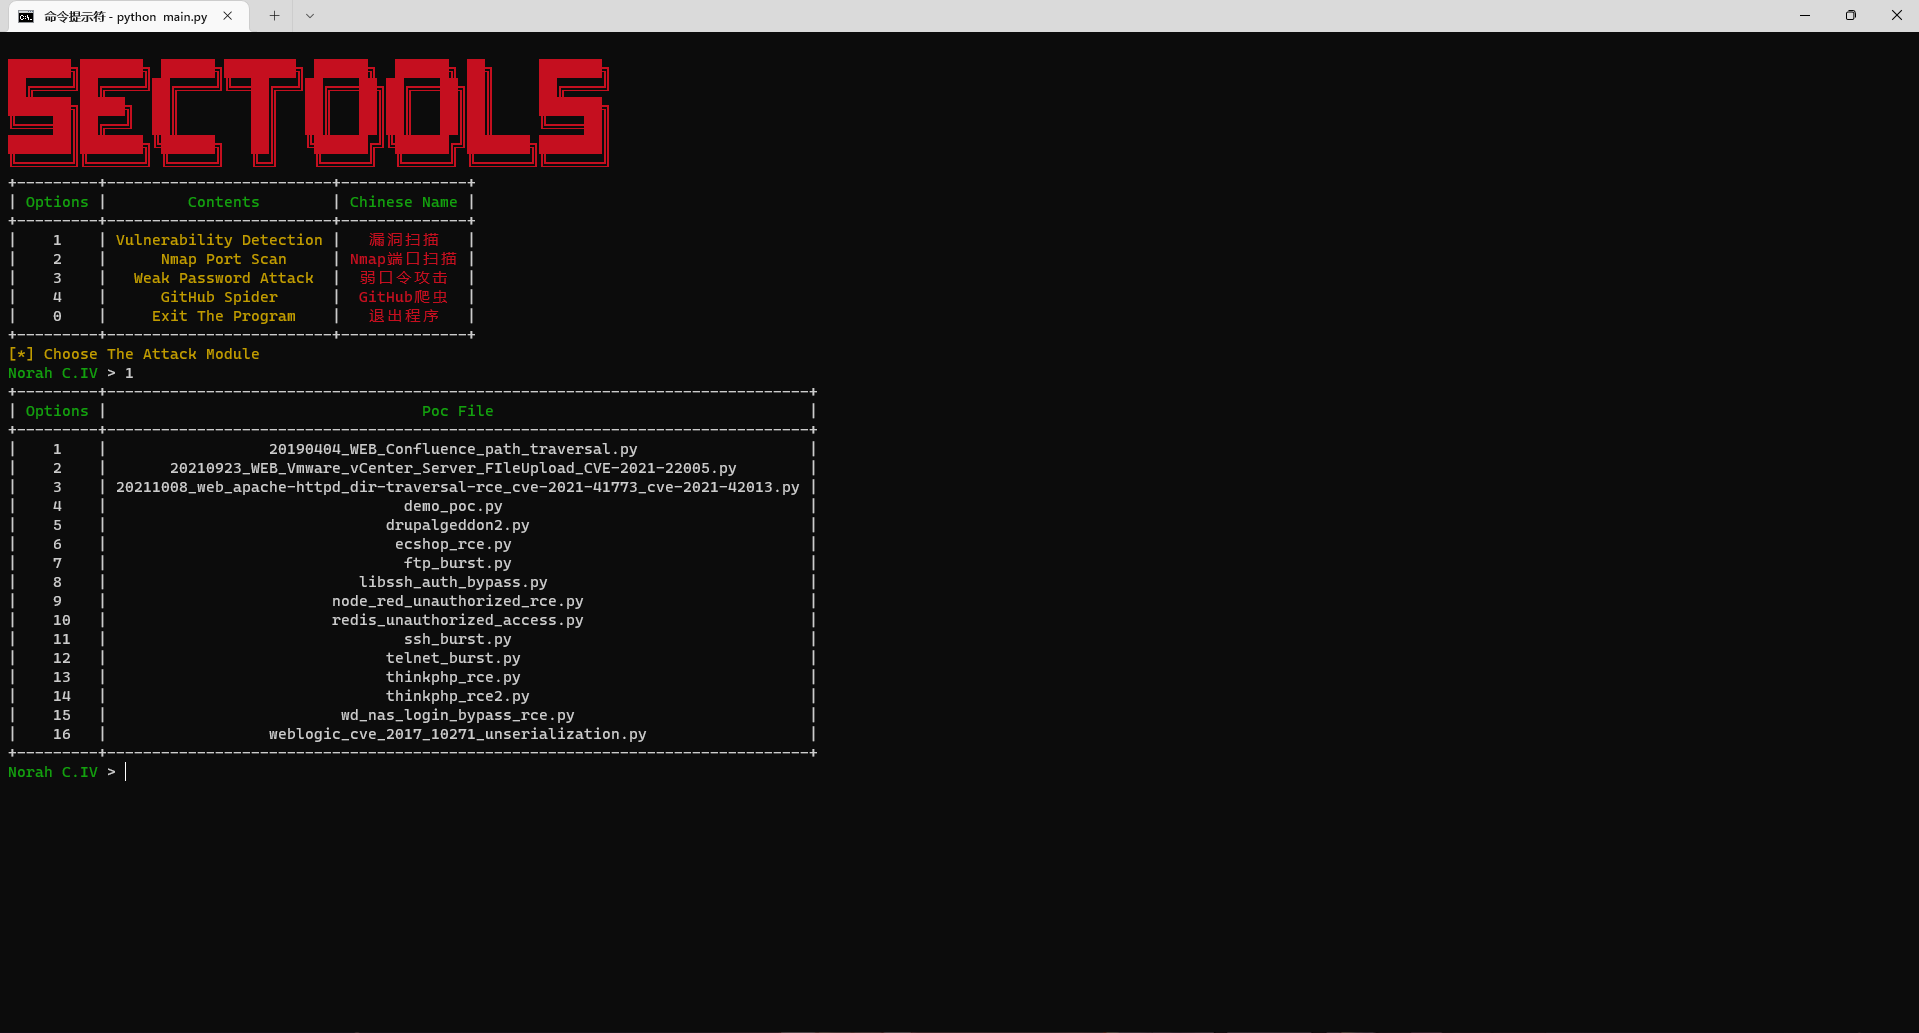 命令提示符 - python main.py
SECTOOLS
Options | Contents | Chinese Name
1 | Vulnerability Detection | 漏洞扫描
2 | Nmap Port Scan | Nmap端口扫描
3 | Weak Password Attack | 弱口令攻击
4 | GitHub Spider | GitHub爬虫
0 | Exit The Program | 退出程序
[*] Choose The Attack Module
Norah C.IV > 1
Options | Poc File
1 | 20190404_WEB_Confluence_path_traversal.py
2 | 20210923_WEB_Vmware_vCenter_Server_FIleUpload_CVE-2021-22005.py
3 | 20211008_web_apache-httpd_dir-traversal-rce_cve-2021-41773_cve-2021-42013.py
4 | demo_poc.py
5 | drupalgeddon2.py
6 | ecshop_rce.py
7 | ftp_burst.py
8 | libssh_auth_bypass.py
9 | node_red_unauthorized_rce.py
10 | redis_unauthorized_access.py
11 | ssh_burst.py
12 | telnet_burst.py
13 | thinkphp_rce.py
14 | thinkphp_rce2.py
15 | wd_nas_login_bypass_rce.py
16 | weblogic_cve_2017_10271_unserialization.py
Norah C.IV >